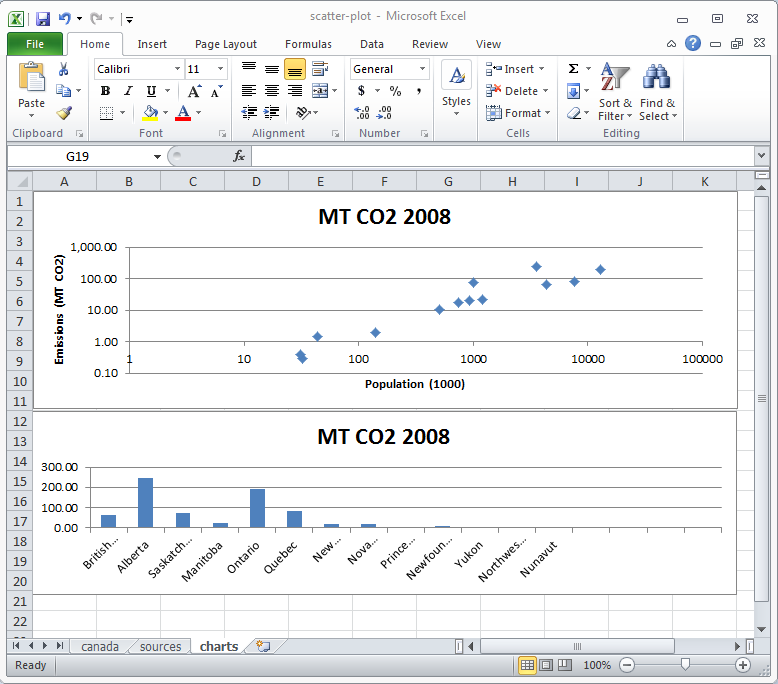 scatter-plot - Microsoft Excel
File Home Insert Page Layout Formulas Data Review View
Paste
Calibri 11
B I U A A
A
General
$ % ,
.00 .0
Styles
Insert
Delete
Format
Σ
Sort & Filter
Find & Select
Clipboard Font Alignment Number Cells Editing
G19 fx
A B C D E F G H I J K
1
2
3
4
5
6
7
8
9
10
11
12
13
14
15
16
17
18
19
20
21
22
MT CO2 2008
Emissions (MT CO2)
1,000.00
100.00
10.00
1.00
0.10
1 10 100 1000 10000 100000
Population (1000)
MT CO2 2008
300.00
200.00
100.00
0.00
British... Alberta Saskatch... Manitoba Ontario Quebec New... Nova... Prince... Newfoun... Yukon Northwes... Nunavut
canada sources charts
Ready 100%